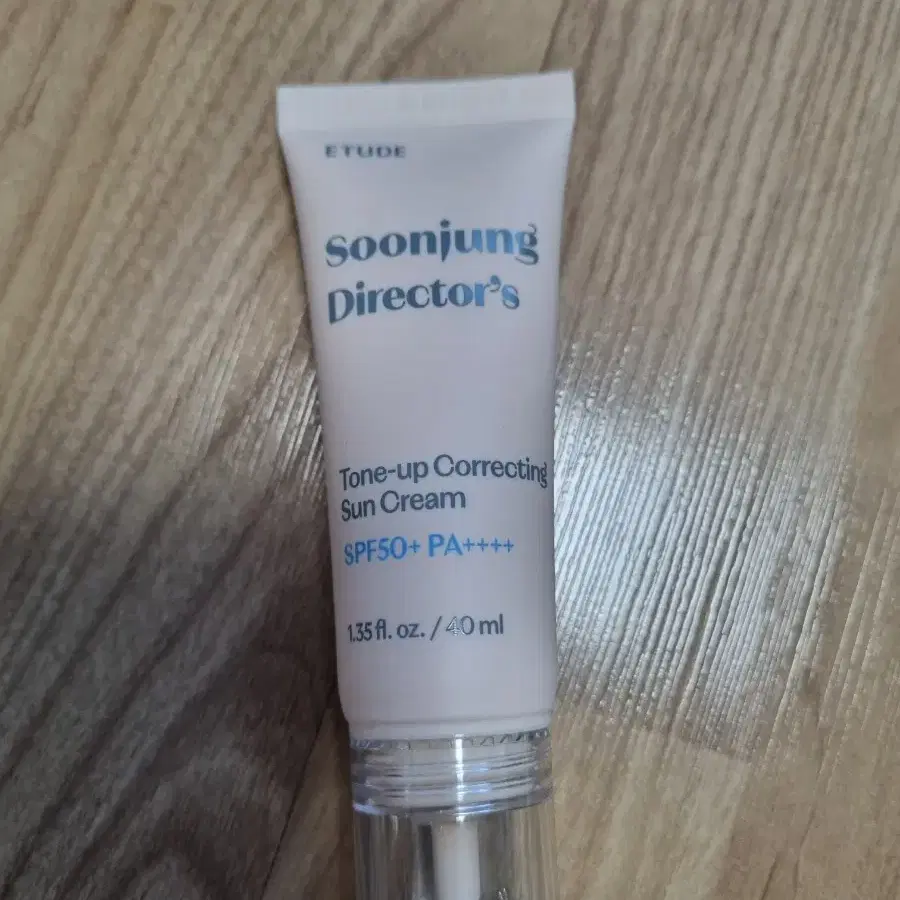 ETUDE
Soonjung
Director's
Tone-up Correcting
Sun Cream
SPF50+ PA++++
1.35 fl. oz. / 40 ml